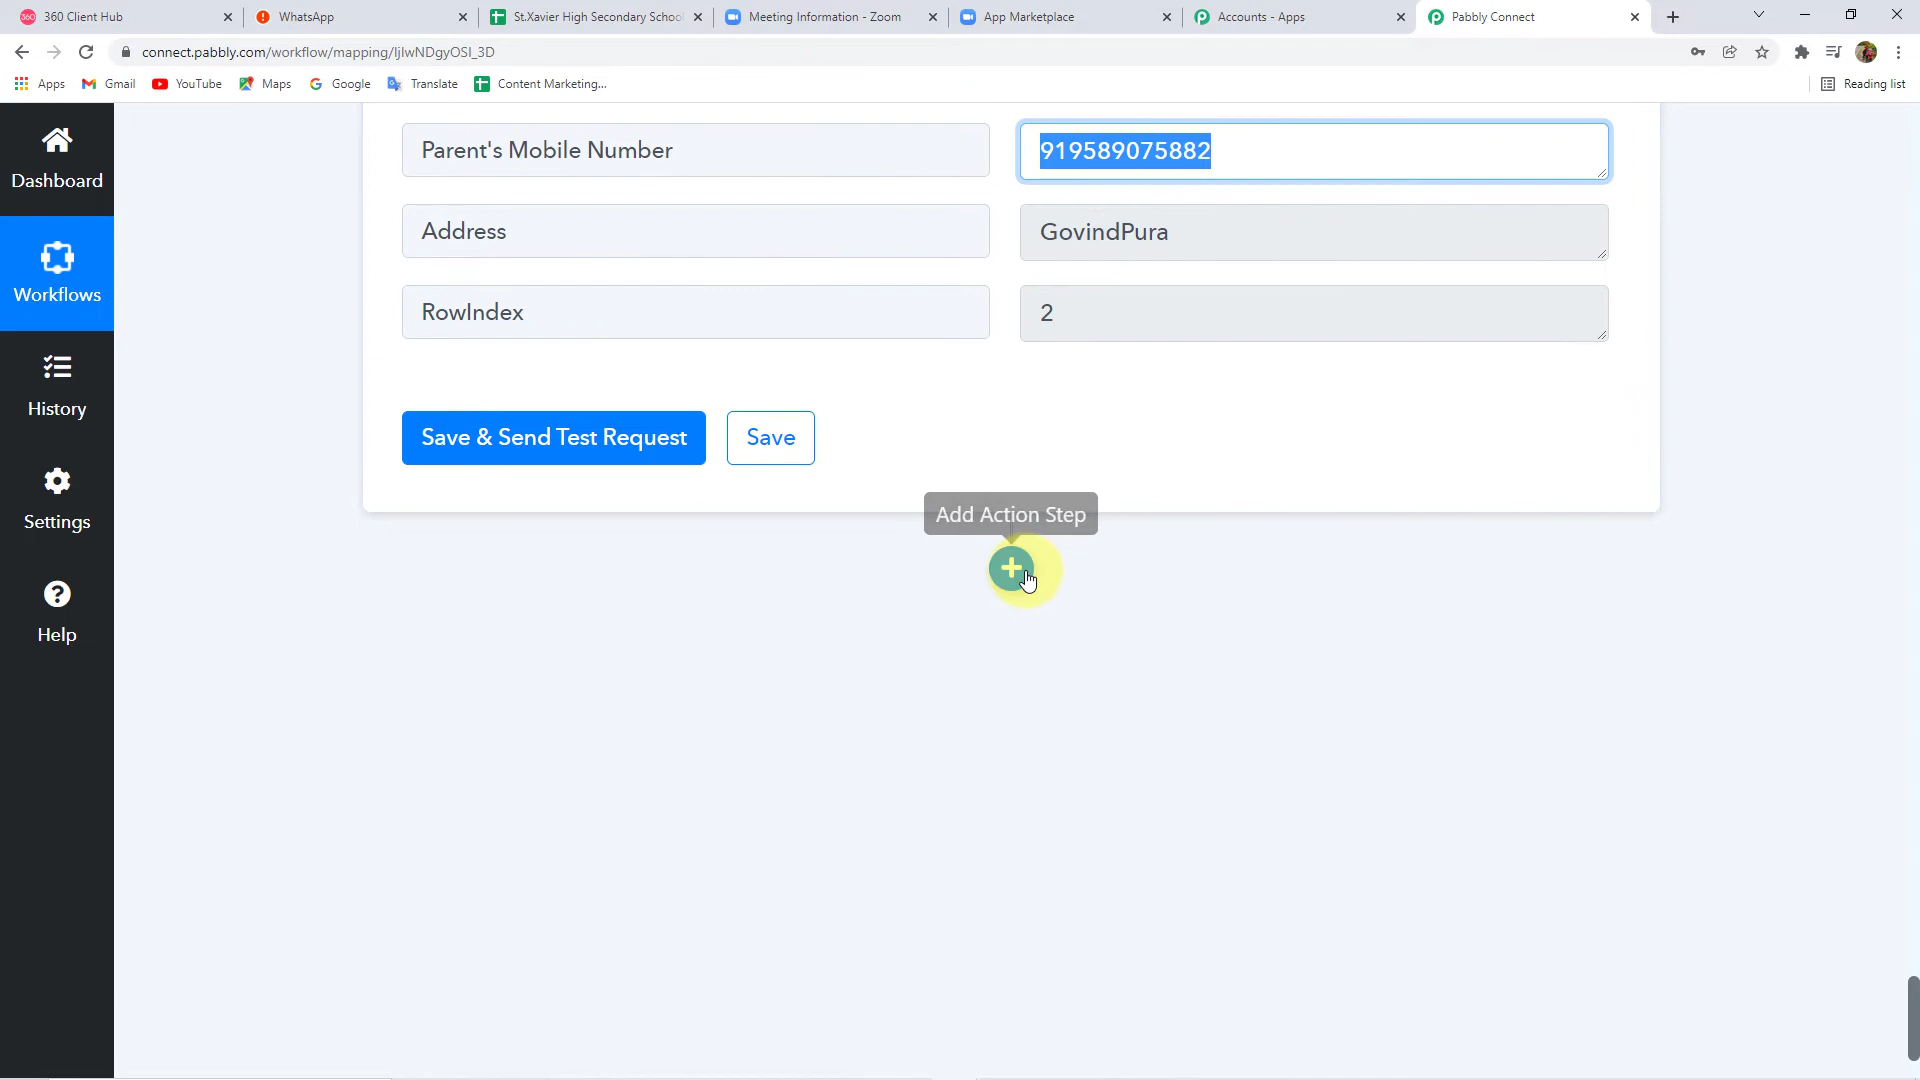 360 Client Hub
WhatsApp
St.Xavier High Secondary School
Meeting Information - Zoom
App Marketplace
Accounts - Apps
Pabbly Connect
connect.pabbly.com/workflow/mapping/IjIwNDgyOSI_3D
Apps
Gmail
YouTube
Maps
Google
Translate
Content Marketing...
Reading list
Dashboard
Workflows
History
Settings
Help
Parent's Mobile Number
919589075882
Address
GovindPura
RowIndex
2
Save & Send Test Request
Save
Add Action Step